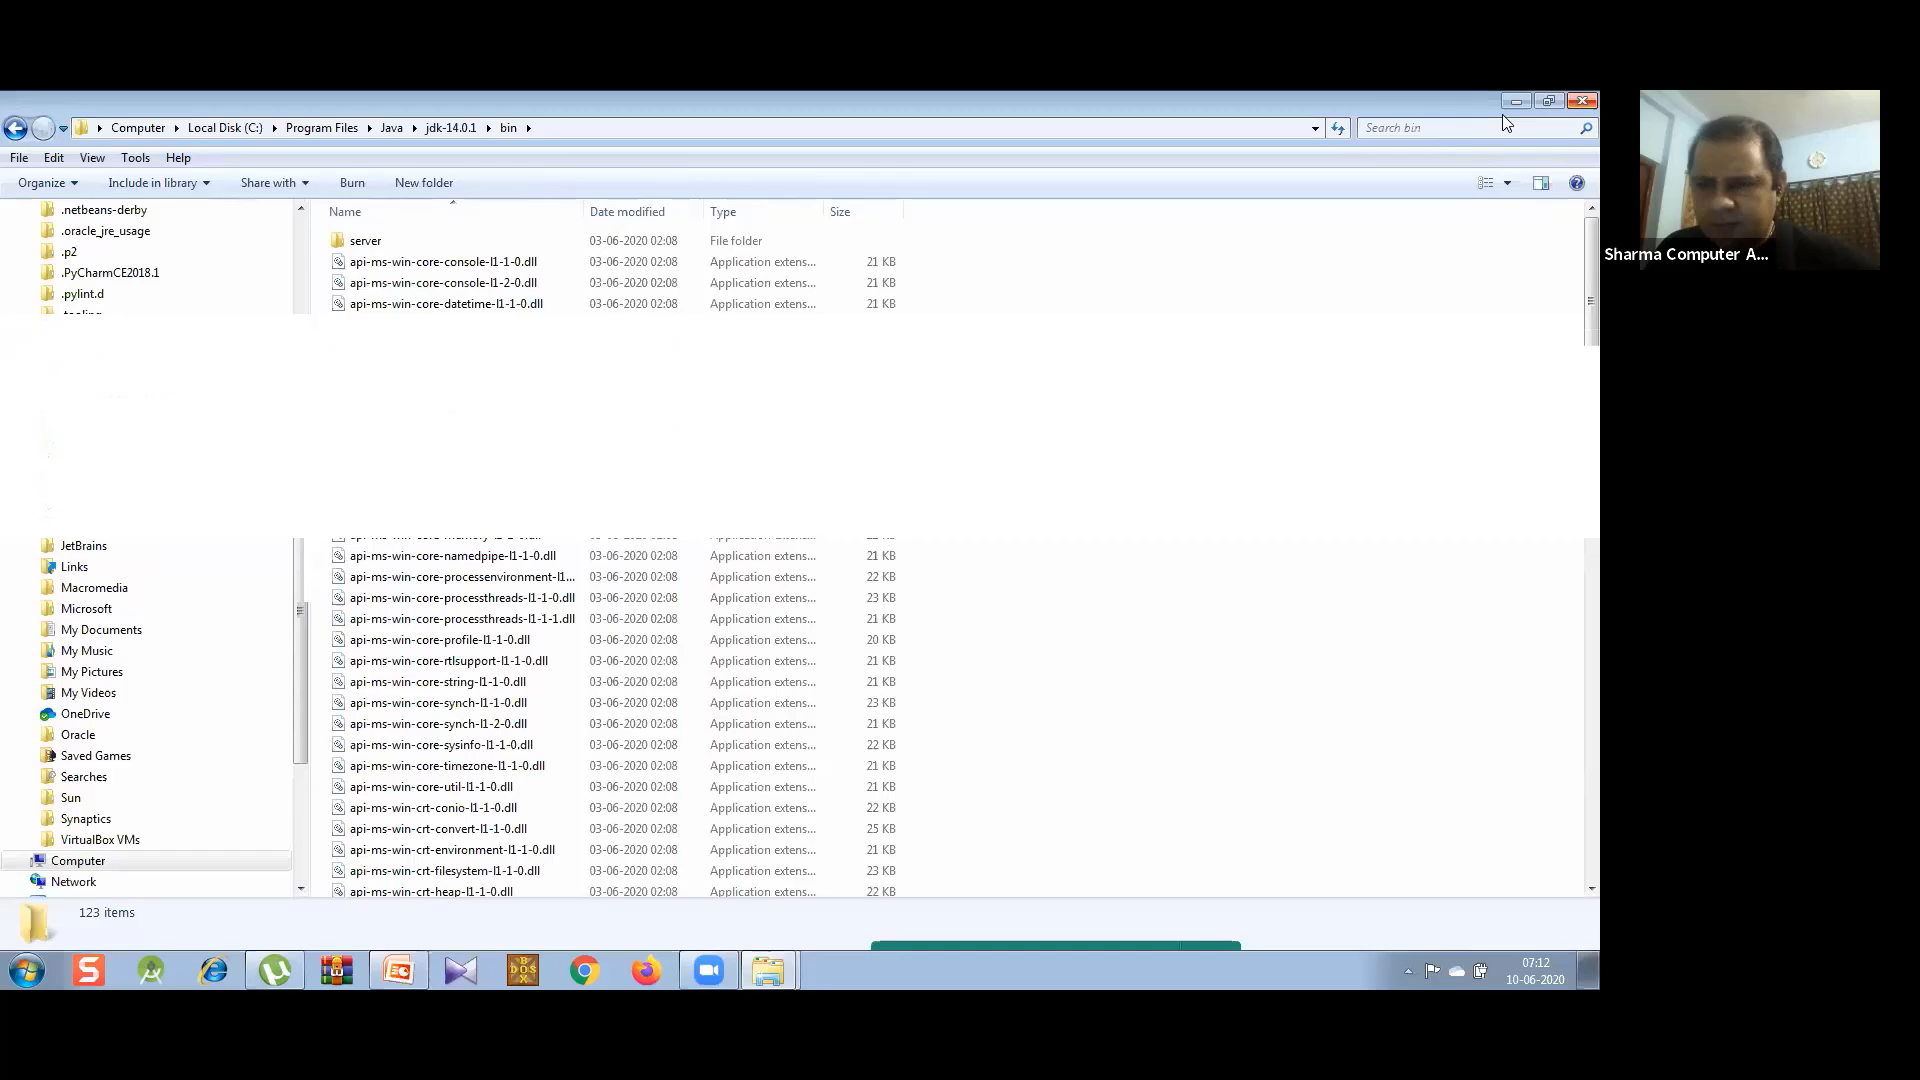 Computer Local Disk (C:) Program Files Java jdk-14.0.1 bin Search bin
File Edit View Tools Help
Organize Include in library Share with Burn New folder
Name Date modified Type Size
.netbeans-derby
.oracle_jre_usage
.p2
.PyCharmCE2018.1
.pylint.d
server 03-06-2020 02:08 File folder
api-ms-win-core-console-l1-1-0.dll 03-06-2020 02:08 Application extens... 21 KB
api-ms-win-core-console-l1-2-0.dll 03-06-2020 02:08 Application extens... 21 KB
api-ms-win-core-datetime-l1-1-0.dll 03-06-2020 02:08 Application extens... 21 KB
Sharma Computer A...
JetBrains
Links
Macromedia
Microsoft
My Documents
My Music
My Pictures
My Videos
OneDrive
Oracle
Saved Games
Searches
Sun
Synaptics
VirtualBox VMs
Computer
Network
api-ms-win-core-namedpipe-l1-1-0.dll 03-06-2020 02:08 Application extens... 21 KB
api-ms-win-core-processenvironment-l1... 03-06-2020 02:08 Application extens... 22 KB
api-ms-win-core-processthreads-l1-1-0.dll 03-06-2020 02:08 Application extens... 23 KB
api-ms-win-core-processthreads-l1-1-1.dll 03-06-2020 02:08 Application extens... 21 KB
api-ms-win-core-profile-l1-1-0.dll 03-06-2020 02:08 Application extens... 20 KB
api-ms-win-core-rtlsupport-l1-1-0.dll 03-06-2020 02:08 Application extens... 21 KB
api-ms-win-core-string-l1-1-0.dll 03-06-2020 02:08 Application extens... 21 KB
api-ms-win-core-synch-l1-1-0.dll 03-06-2020 02:08 Application extens... 23 KB
api-ms-win-core-synch-l1-2-0.dll 03-06-2020 02:08 Application extens... 21 KB
api-ms-win-core-sysinfo-l1-1-0.dll 03-06-2020 02:08 Application extens... 22 KB
api-ms-win-core-timezone-l1-1-0.dll 03-06-2020 02:08 Application extens... 21 KB
api-ms-win-core-util-l1-1-0.dll 03-06-2020 02:08 Application extens... 21 KB
api-ms-win-crt-conio-l1-1-0.dll 03-06-2020 02:08 Application extens... 22 KB
api-ms-win-crt-convert-l1-1-0.dll 03-06-2020 02:08 Application extens... 25 KB
api-ms-win-crt-environment-l1-1-0.dll 03-06-2020 02:08 Application extens... 21 KB
api-ms-win-crt-filesystem-l1-1-0.dll 03-06-2020 02:08 Application extens... 23 KB
api-ms-win-crt-heap-l1-1-0.dll 03-06-2020 02:08 Application extens... 22 KB
123 items
S
DOS
BOX
07:12
10-06-2020